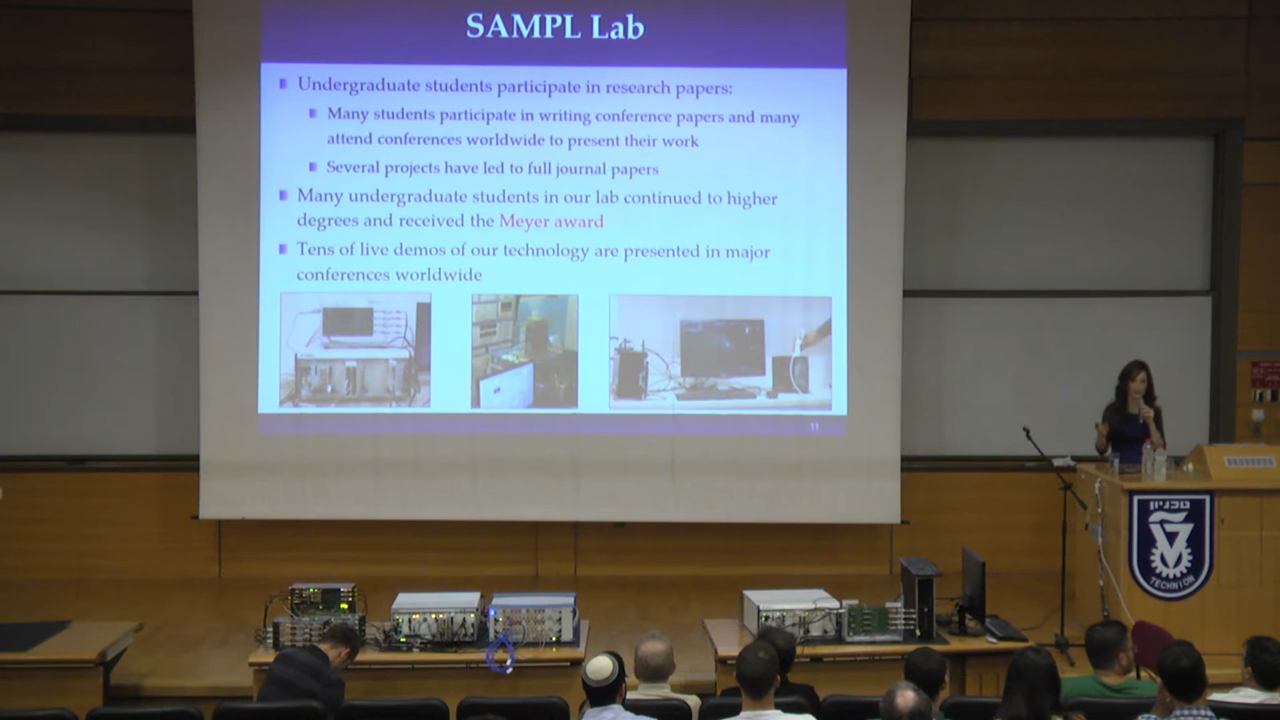 SAMPL Lab
Undergraduate students participate in research papers:
Many students participate in writing conference papers and many
attend conferences worldwide to present their work
Several projects have led to full journal papers
Many undergraduate students in our lab continued to higher
degrees and received the Meyer award
Tens of live demos of our technology are presented in major
conferences worldwide
11
טכניון
TECHNION